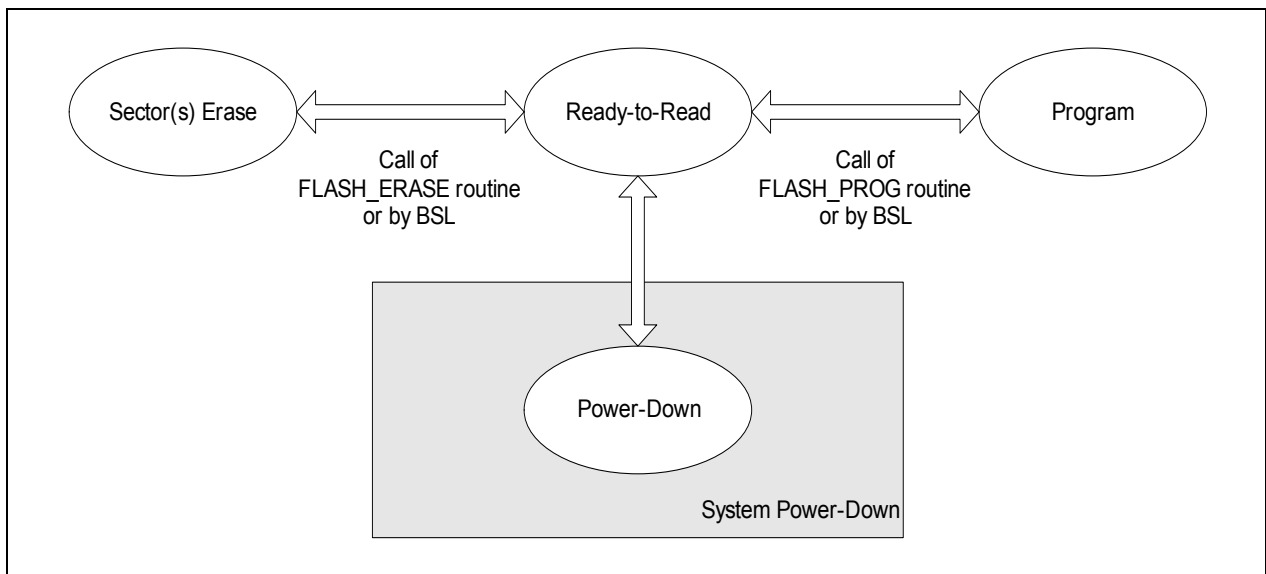 Sector(s) Erase
Ready-to-Read
Program
Call of
FLASH_ERASE routine
or by BSL
Call of
FLASH_PROG routine
or by BSL
Power-Down
System Power-Down